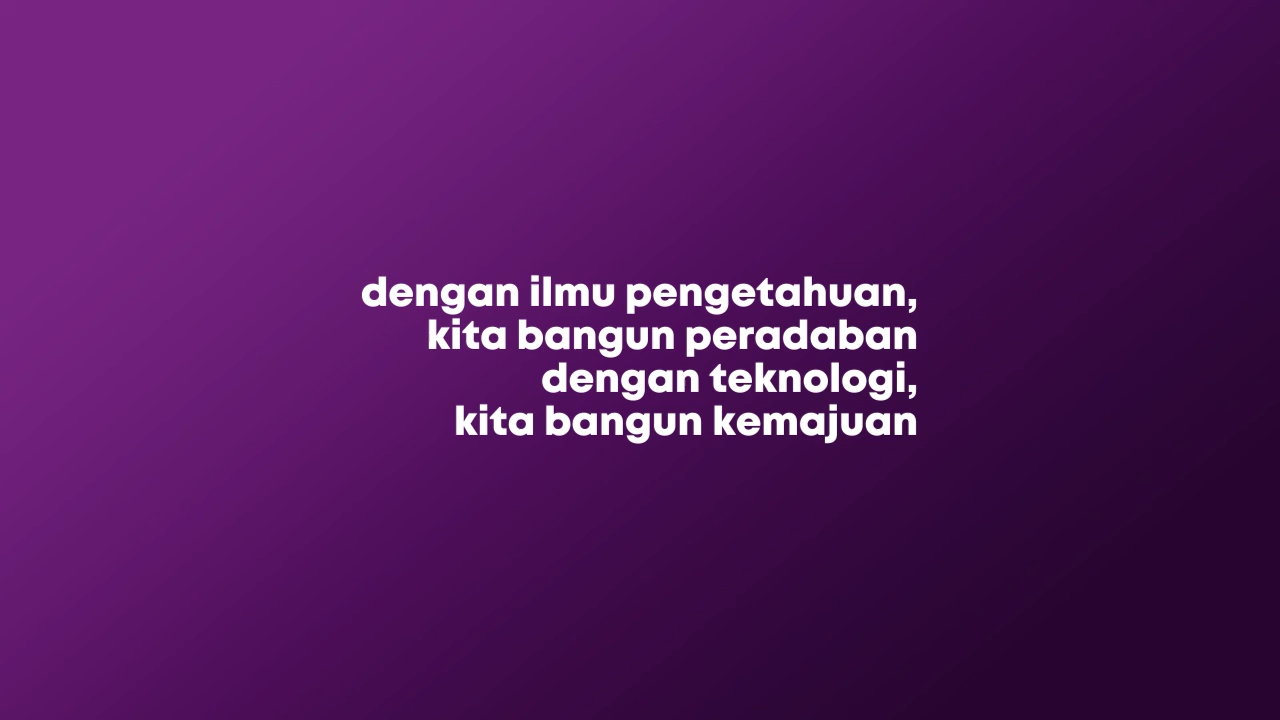 dengan ilmu pengetahuan,
kita bangun peradaban
dengan teknologi,
kita bangun kemajuan